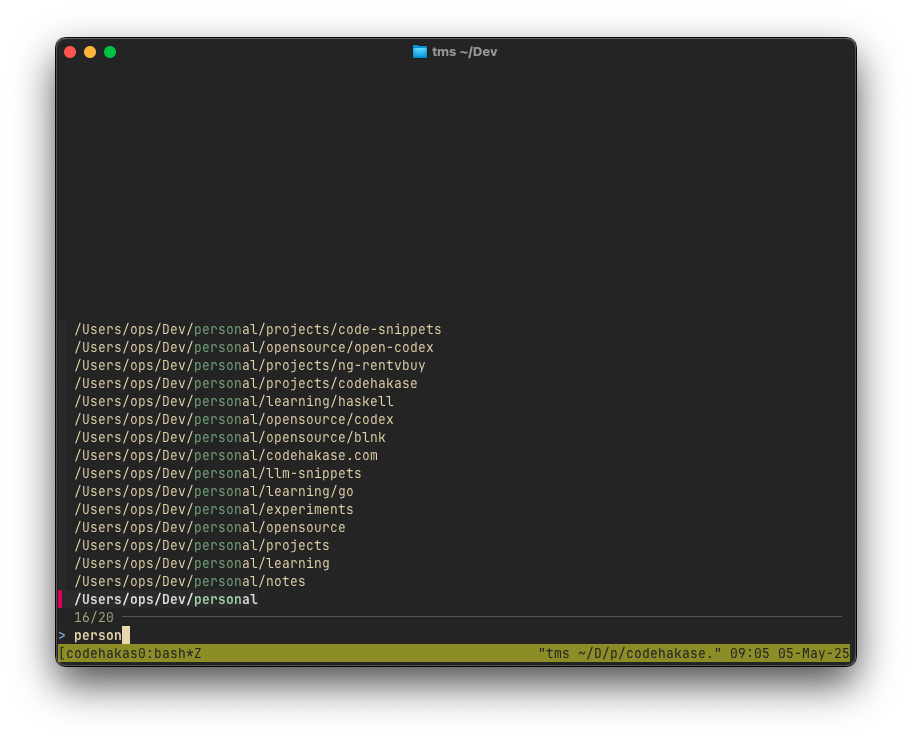 tms ~/Dev
/Users/ops/Dev/personal/projects/code-snippets
/Users/ops/Dev/personal/opensource/open-codex
/Users/ops/Dev/personal/projects/ng-rentvbuy
/Users/ops/Dev/personal/projects/codehakase
/Users/ops/Dev/personal/learning/haskell
/Users/ops/Dev/personal/opensource/codex
/Users/ops/Dev/personal/opensource/blnk
/Users/ops/Dev/personal/codehakase.com
/Users/ops/Dev/personal/llm-snippets
/Users/ops/Dev/personal/learning/go
/Users/ops/Dev/personal/experiments
/Users/ops/Dev/personal/opensource
/Users/ops/Dev/personal/projects
/Users/ops/Dev/personal/learning
/Users/ops/Dev/personal/notes
/Users/ops/Dev/personal
16/20
> person
[codehakas0:bash*Z "tms ~/D/p/codehakase." 09:05 05-May-25